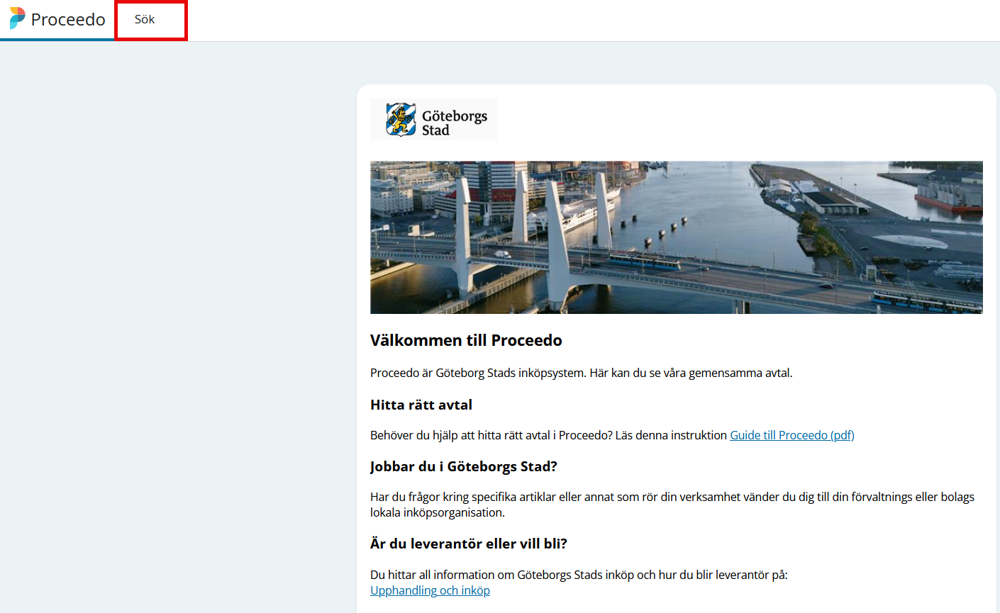 Proceedo
Sök
Göteborgs
Stad
Välkommen till Proceedo
Proceedo är Göteborg Stads inköpsystem. Här kan du se våra gemensamma avtal.
Hitta rätt avtal
Behöver du hjälp att hitta rätt avtal i Proceedo? Läs denna instruktion Guide till Proceedo (pdf)
Jobbar du i Göteborgs Stad?
Har du frågor kring specifika artiklar eller annat som rör din verksamhet vänder du dig till din förvaltnings eller bolags
lokala inköpsorganisation.
Är du leverantör eller vill bli?
Du hittar all information om Göteborgs Stads inköp och hur du blir leverantör på:
Upphandling och inköp